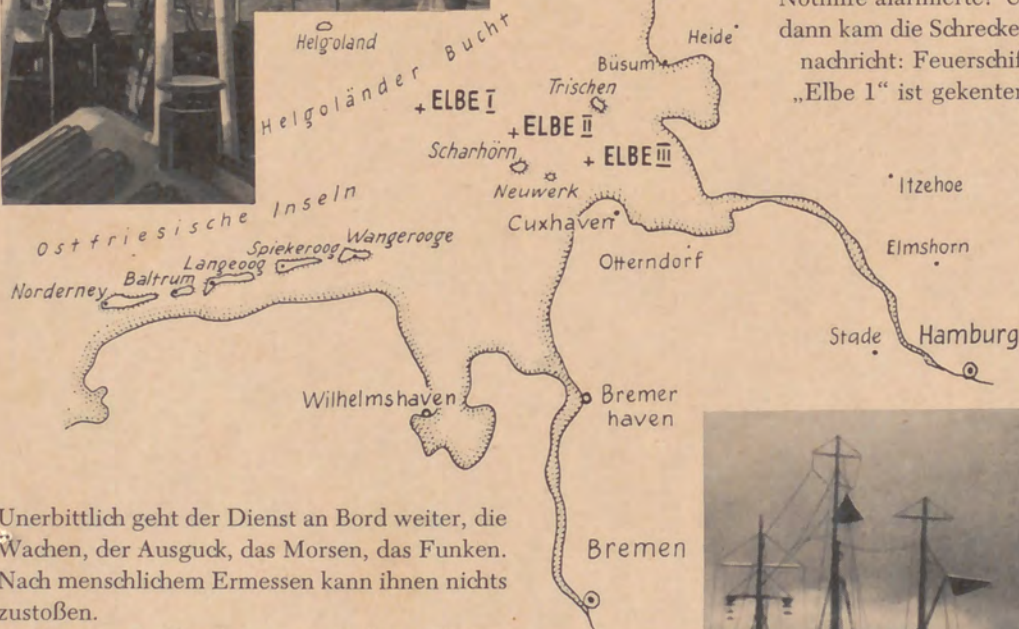 Nothilfe alarmierte?
dann kam die Schrecke
nachricht: Feuerschif
„Elbe 1“ ist gekenter
Helgoland
Helgoländer Bucht
Heide
Büsum
Trischen
+ ELBE I
+ ELBE II
+ ELBE III
Scharhörn
Neuwerk
Cuxhaven
Otterndorf
Itzehoe
Elmshorn
Stade
Hamburg
Ostfriesische Inseln
Wangerooge
Spiekeroog
Langeoog
Baltrum
Norderney
Wilhelmshaven
Bremer
haven
Bremen
Unerbittlich geht der Dienst an Bord weiter, die
Wachen, der Ausguck, das Morsen, das Funken.
Nach menschlichem Ermessen kann ihnen nichts
zustoßen.